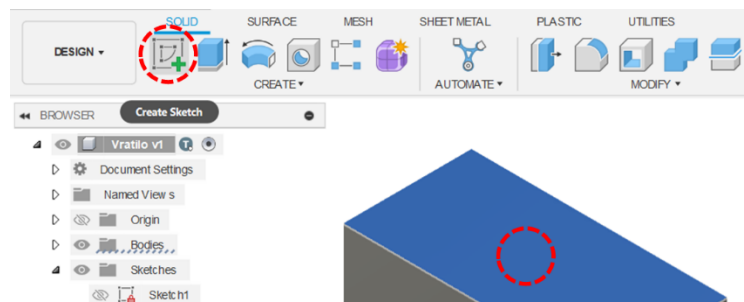 SOLID SURFACE MESH SHEET METAL PLASTIC UTILITIES
DESIGN ▾
CREATE ▾ AUTOMATE ▾ MODIFY ▾
BROWSER
Create Sketch
Vratilo v1
Document Settings
Named Views
Origin
Bodies
Sketches
Sketch1